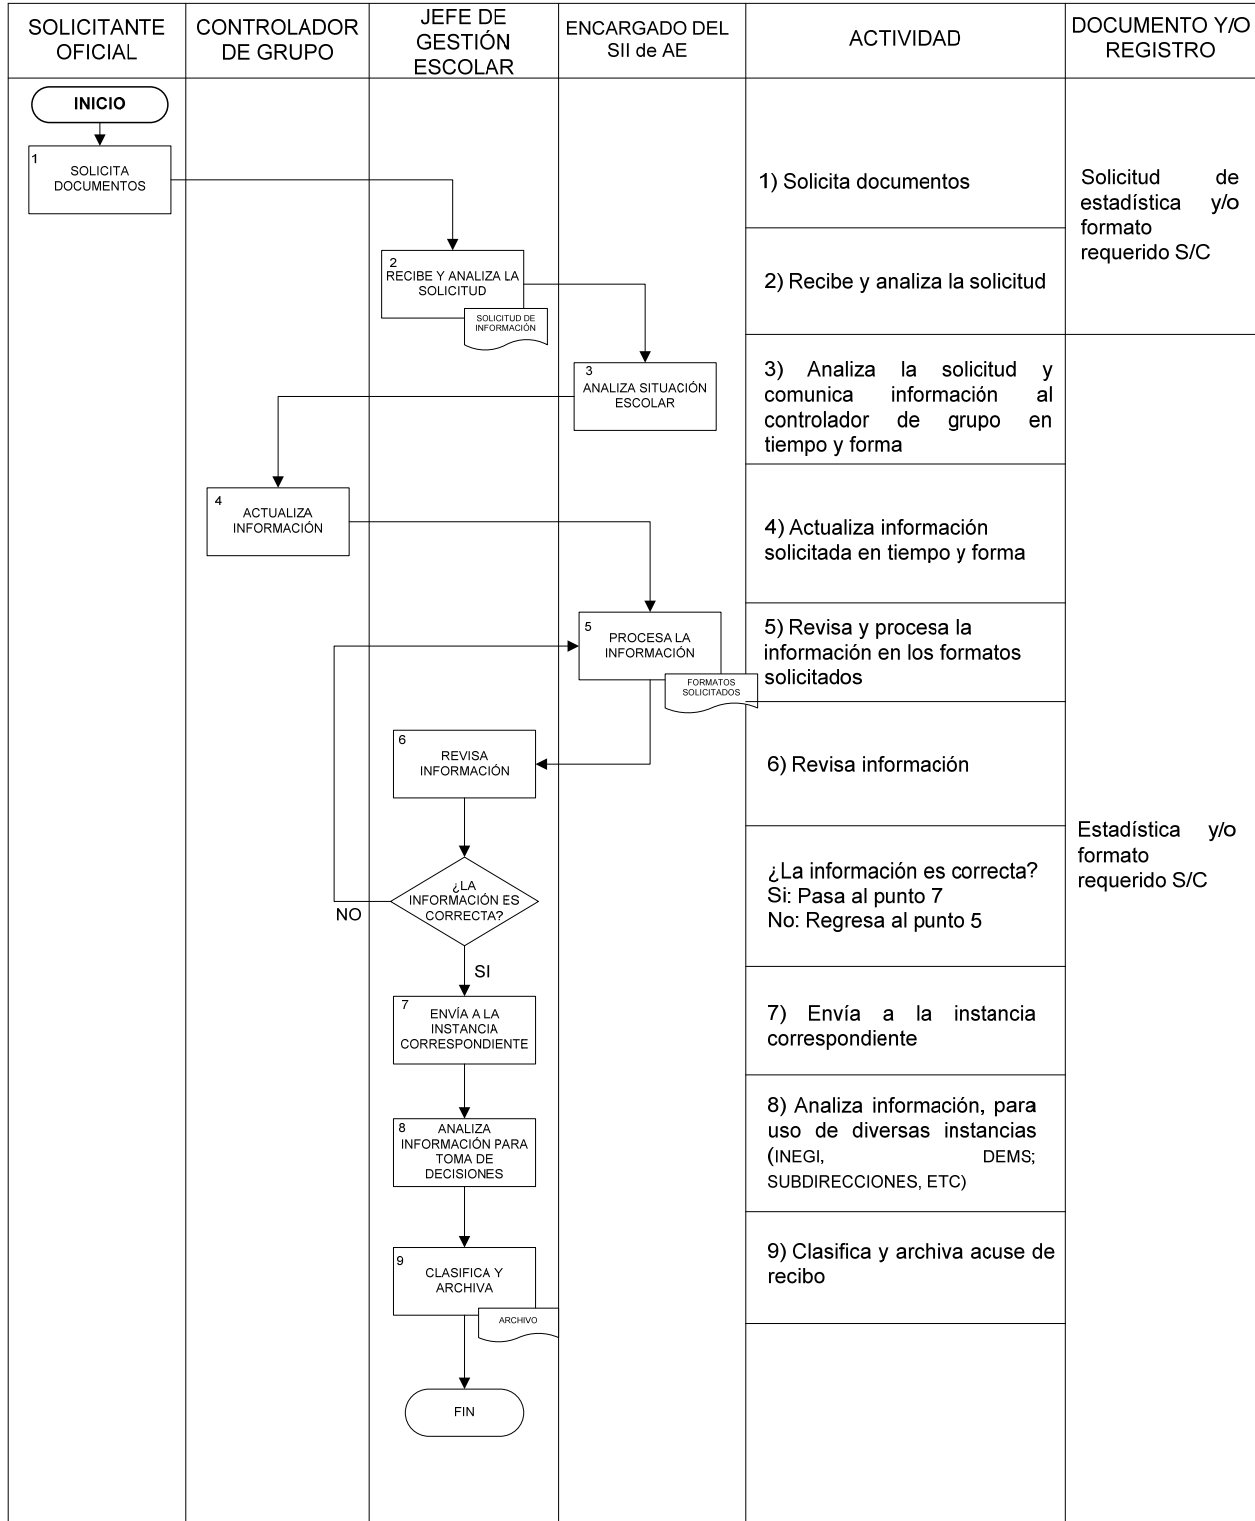 SOLICITANTE
OFICIAL
CONTROLADOR
DE GRUPO
JEFE DE
GESTIÓN
ESCOLAR
ENCARGADO DEL
SII de AE
ACTIVIDAD
DOCUMENTO Y/O
REGISTRO
INICIO
1
SOLICITA
DOCUMENTOS
1) Solicita documentos
Solicitud de
estadística y/o
formato
requerido S/C
2
RECIBE Y ANALIZA LA
SOLICITUD
SOLICITUD DE
INFORMACIÓN
2) Recibe y analiza la solicitud
3
ANALIZA SITUACIÓN
ESCOLAR
3) Analiza la solicitud y
comunica información al
controlador de grupo en
tiempo y forma
4
ACTUALIZA
INFORMACIÓN
4) Actualiza información
solicitada en tiempo y forma
5
PROCESA LA
INFORMACIÓN
FORMATOS
SOLICITADOS
5) Revisa y procesa la
información en los formatos
solicitados
6
REVISA
INFORMACIÓN
6) Revisa información
Estadística y/o
formato
requerido S/C
¿LA
INFORMACIÓN ES
CORRECTA?
NO
SI
¿La información es correcta?
Si: Pasa al punto 7
No: Regresa al punto 5
7
ENVÍA A LA
INSTANCIA
CORRESPONDIENTE
7) Envía a la instancia
correspondiente
8
ANALIZA
INFORMACIÓN PARA
TOMA DE
DECISIONES
8) Analiza información, para
uso de diversas instancias
(INEGI, DEMS;
SUBDIRECCIONES, ETC)
9
CLASIFICA Y
ARCHIVA
ARCHIVO
9) Clasifica y archiva acuse de
recibo
FIN